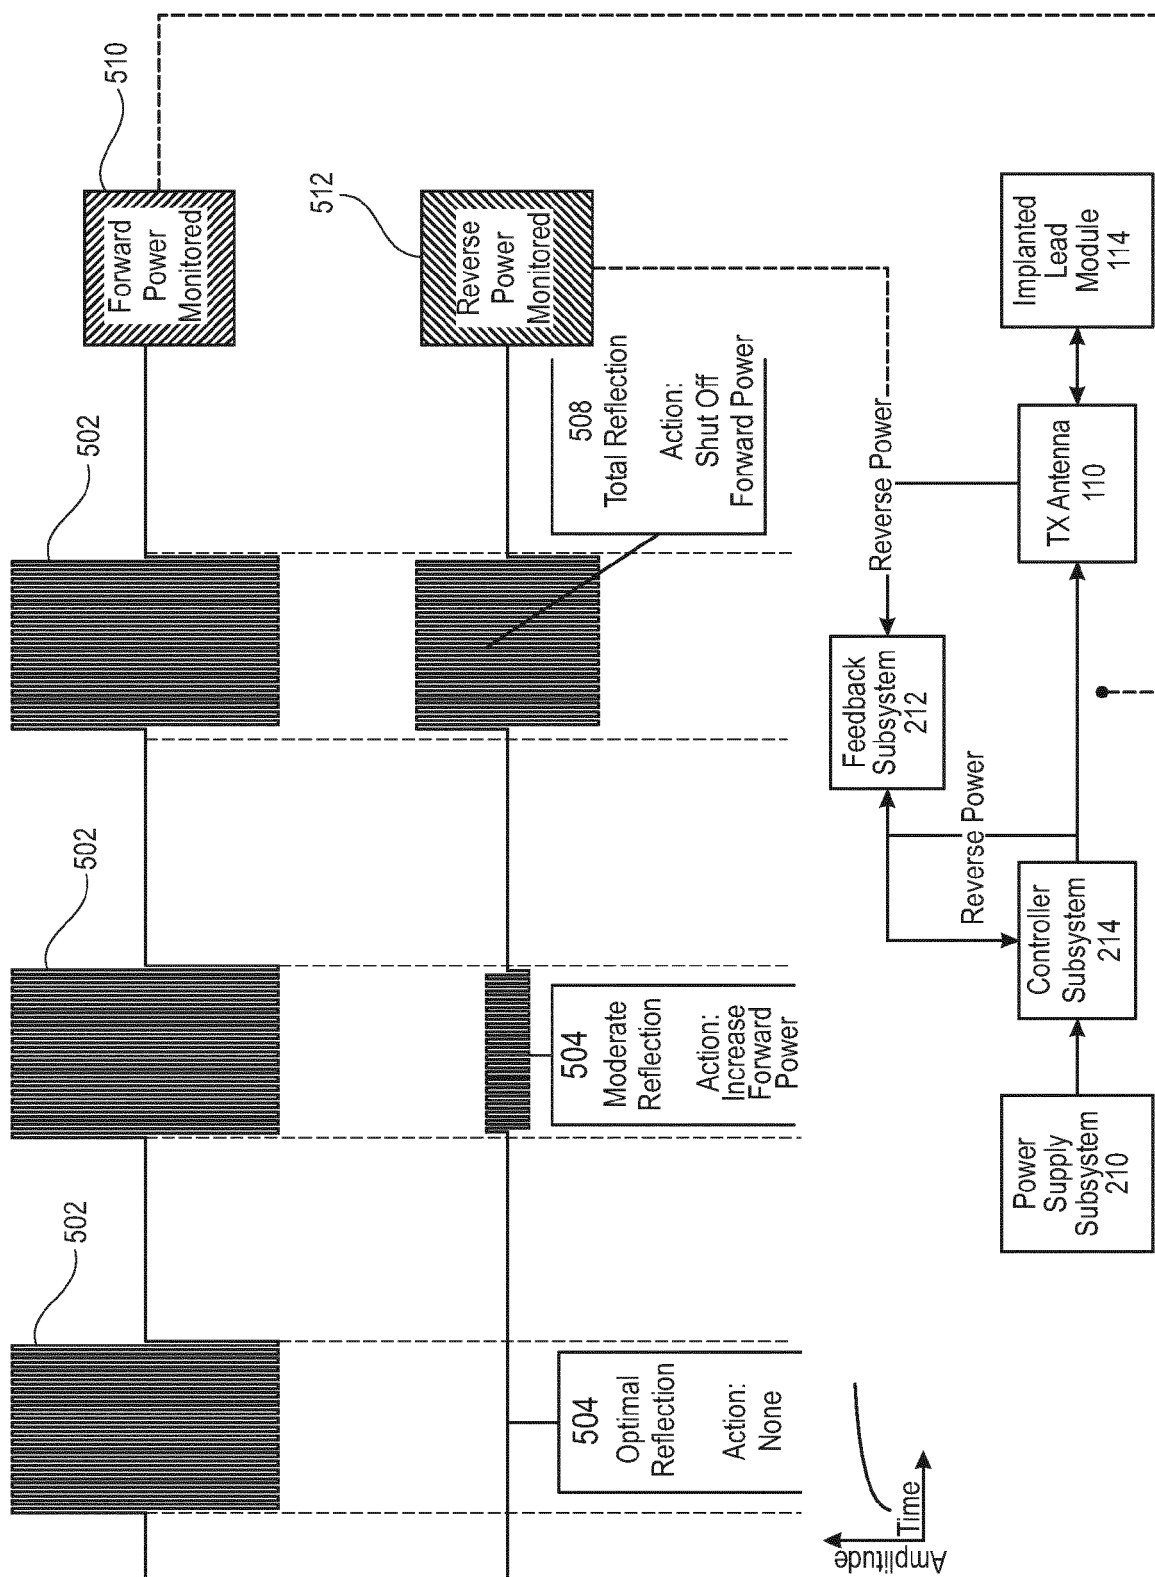 502
502
502
510
Forward
Power
Monitored
512
Reverse
Power
Monitored
504
Optimal
Reflection
Action:
None
504
Moderate
Reflection
Action:
Increase
Forward
Power
508
Total Reflection
Action:
Shut Off
Forward Power
Amplitude
Time
Reverse Power
Feedback
Subsystem
212
Reverse Power
Power
Supply
Subsystem
210
Controller
Subsystem
214
TX Antenna
110
Implanted
Lead
Module
114